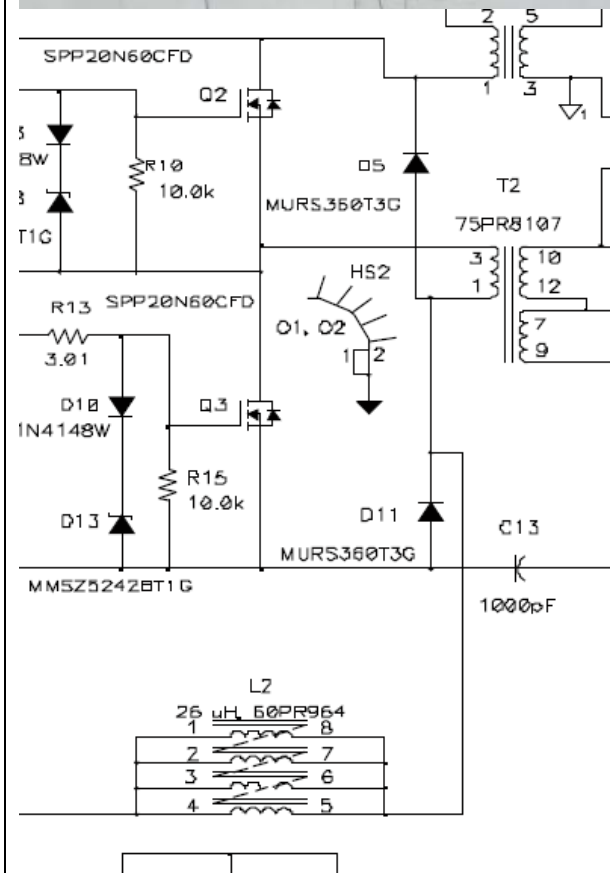 2 5
SPP20N60CFD
Q2
1 3
1
8W
R10
10.0k
D5
T2
MURS360T3G
75PR8107
T1G
3 10
HS2
1 12
R13 SPP20N60CFD
Q1, Q2
7
1 2
3.01
9
D10
Q3
1N4148W
R15
10.0k
D13
D11
C13
MURS360T3G
MMSZ5242BT1G
1000pF
L2
26 uH, 60PR964
1 8
2 7
3 6
4 5